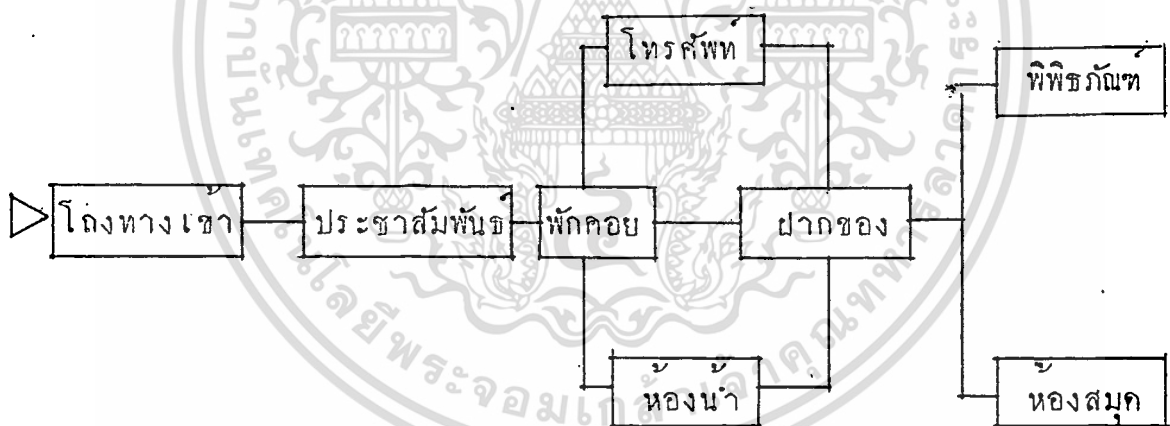 โทรศัพท์
พิพิธภัณฑ์
โถงทางเข้า
ประชาสัมพันธ์
พักคอย
ฝากของ
ห้องน้ำ
ห้องสมุด